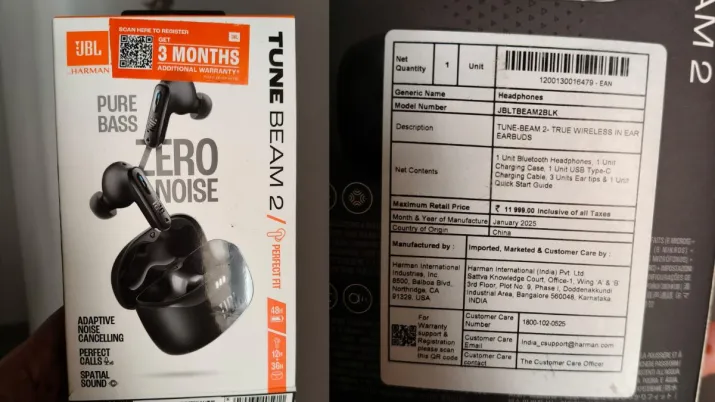 JBL
HARMAN
SCAN HERE TO REGISTER
GET
3 MONTHS
ADDITIONAL WARRANTY*
TUNE BEAM 2
PERFECT FIT
PURE
BASS
ZERO
NOISE
ADAPTIVE
NOISE
CANCELLING
PERFECT
CALLS
SPATIAL
SOUND
48H
12H
36H
AM 2
Net
Quantity
1
Unit
1200130016479 - EAN
Generic Name
Headphones
Model Number
JBLTBEAM2BLK
Description
TUNE-BEAM 2- TRUE WIRELESS IN EAR
EARBUDS
Net Contents
1 Unit Bluetooth Headphones, 1 Unit
Charging Case, 1 Unit USB Type-C
Charging Cable, 3 Units Ear tips & 1 Unit
Quick Start Guide
Maximum Retail Price
₹ 11 999.00 Inclusive of all Taxes
Month & Year of Manufacture
January 2025
Country of Origin
China
Manufactured by :
Imported, Marketed & Customer Care by :
Harman International
Industries, Inc
8500, Balboa Blvd,
Northridge, CA
91329, USA
Harman International (India) Pvt. Ltd.
Sattva Knowledge Court, Office-1, Wing 'A' & 'B'
3rd Floor, Plot No. 9, Phase I, Doddenakkundi
Industrial Area, Bangalore 560048, Karnataka.
INDIA
For
Warranty
support &
Registration
please scan
this QR code
Customer Care
Number
1800-102-0525
Customer Care
Email
India_csupport@harman.com
Customer Care
contact
The Customer Care Officer